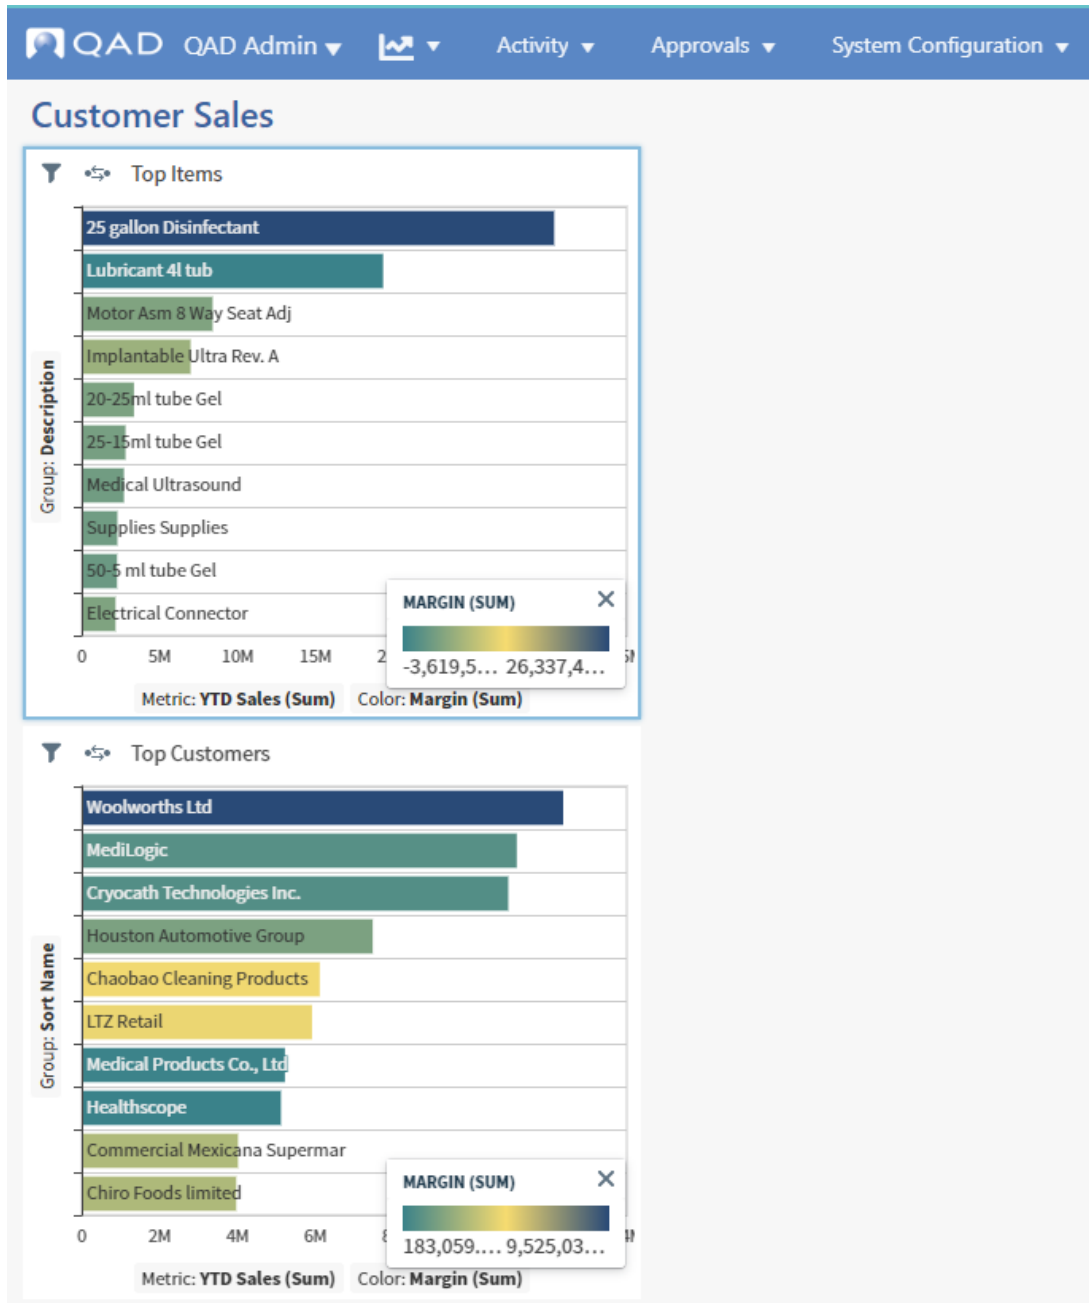 QAD QAD Admin Activity Approvals System Configuration
Customer Sales
Top Items
Group: Description
25 gallon Disinfectant
Lubricant 4l tub
Motor Asm 8 Way Seat Adj
Implantable Ultra Rev. A
20-25ml tube Gel
25-15ml tube Gel
Medical Ultrasound
Supplies Supplies
50-5 ml tube Gel
Electrical Connector
MARGIN (SUM)
-3,619,5... 26,337,4...
0 5M 10M 15M
Metric: YTD Sales (Sum) Color: Margin (Sum)
Top Customers
Group: Sort Name
Woolworths Ltd
MediLogic
Cryocath Technologies Inc.
Houston Automotive Group
Chaobao Cleaning Products
LTZ Retail
Medical Products Co., Ltd
Healthscope
Commercial Mexicana Supermar
Chiro Foods limited
MARGIN (SUM)
183,059.... 9,525,03...
0 2M 4M 6M
Metric: YTD Sales (Sum) Color: Margin (Sum)